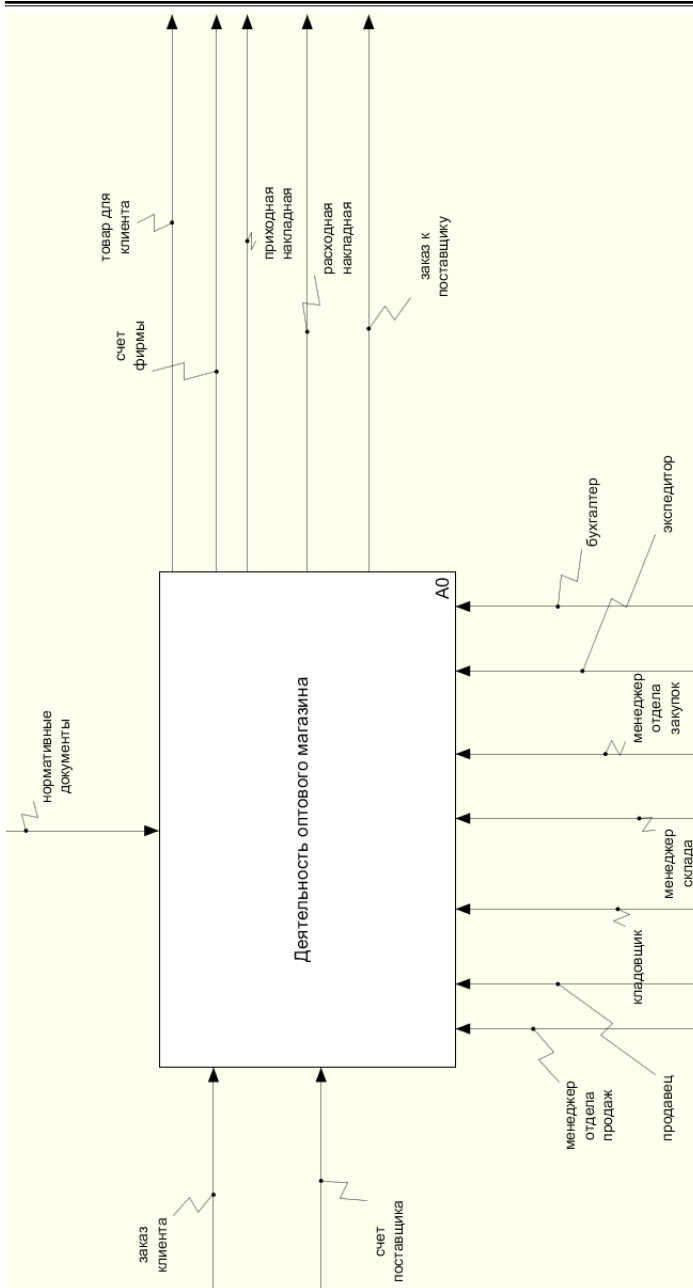 нормативные
документы
товар для
клиента
счет
фирмы
приходная
накладная
расходная
накладная
заказ к
поставщику
заказ
клиента
счет
поставщика
Деятельность оптового магазина
A0
менеджер
отдела
продаж
продавец
кладовщик
менеджер
склада
менеджер
отдела
закупок
экспедитор
бухгалтер